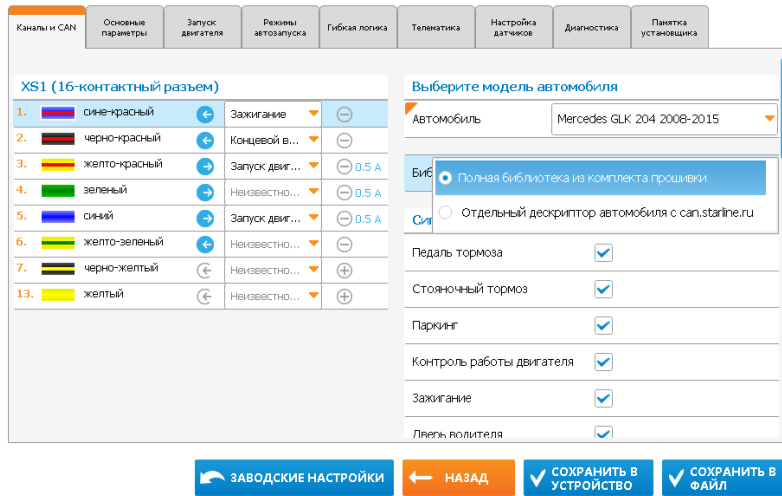 Каналы и CAN
Основные параметры
Запуск двигателя
Режимы автозапуска
Гибкая логика
Телематика
Настройка датчиков
Диагностика
Памятка установщика
XS1 (16-контактный разъем)
1. сине-красный Зажигание
2. черно-красный Концевой в...
3. желто-красный Запуск двиг... 0.5 А
4. зеленый Неизвестно...
5. синий Запуск двиг... 0.5 А
6. желто-зеленый Неизвестно...
7. черно-желтый Неизвестно...
13. желтый Неизвестно...
Выберите модель автомобиля
Автомобиль Mercedes GLK 204 2008-2015
Биб
Полная библиотека из комплекта прошивки
Отдельный дескриптор автомобиля с can.starline.ru
Сиг
Педаль тормоза
Стояночный тормоз
Паркинг
Контроль работы двигателя
Зажигание
Дверь водителя
ЗАВОДСКИЕ НАСТРОЙКИ
НАЗАД
СОХРАНИТЬ В
УСТРОЙСТВО
СОХРАНИТЬ В
ФАЙЛ